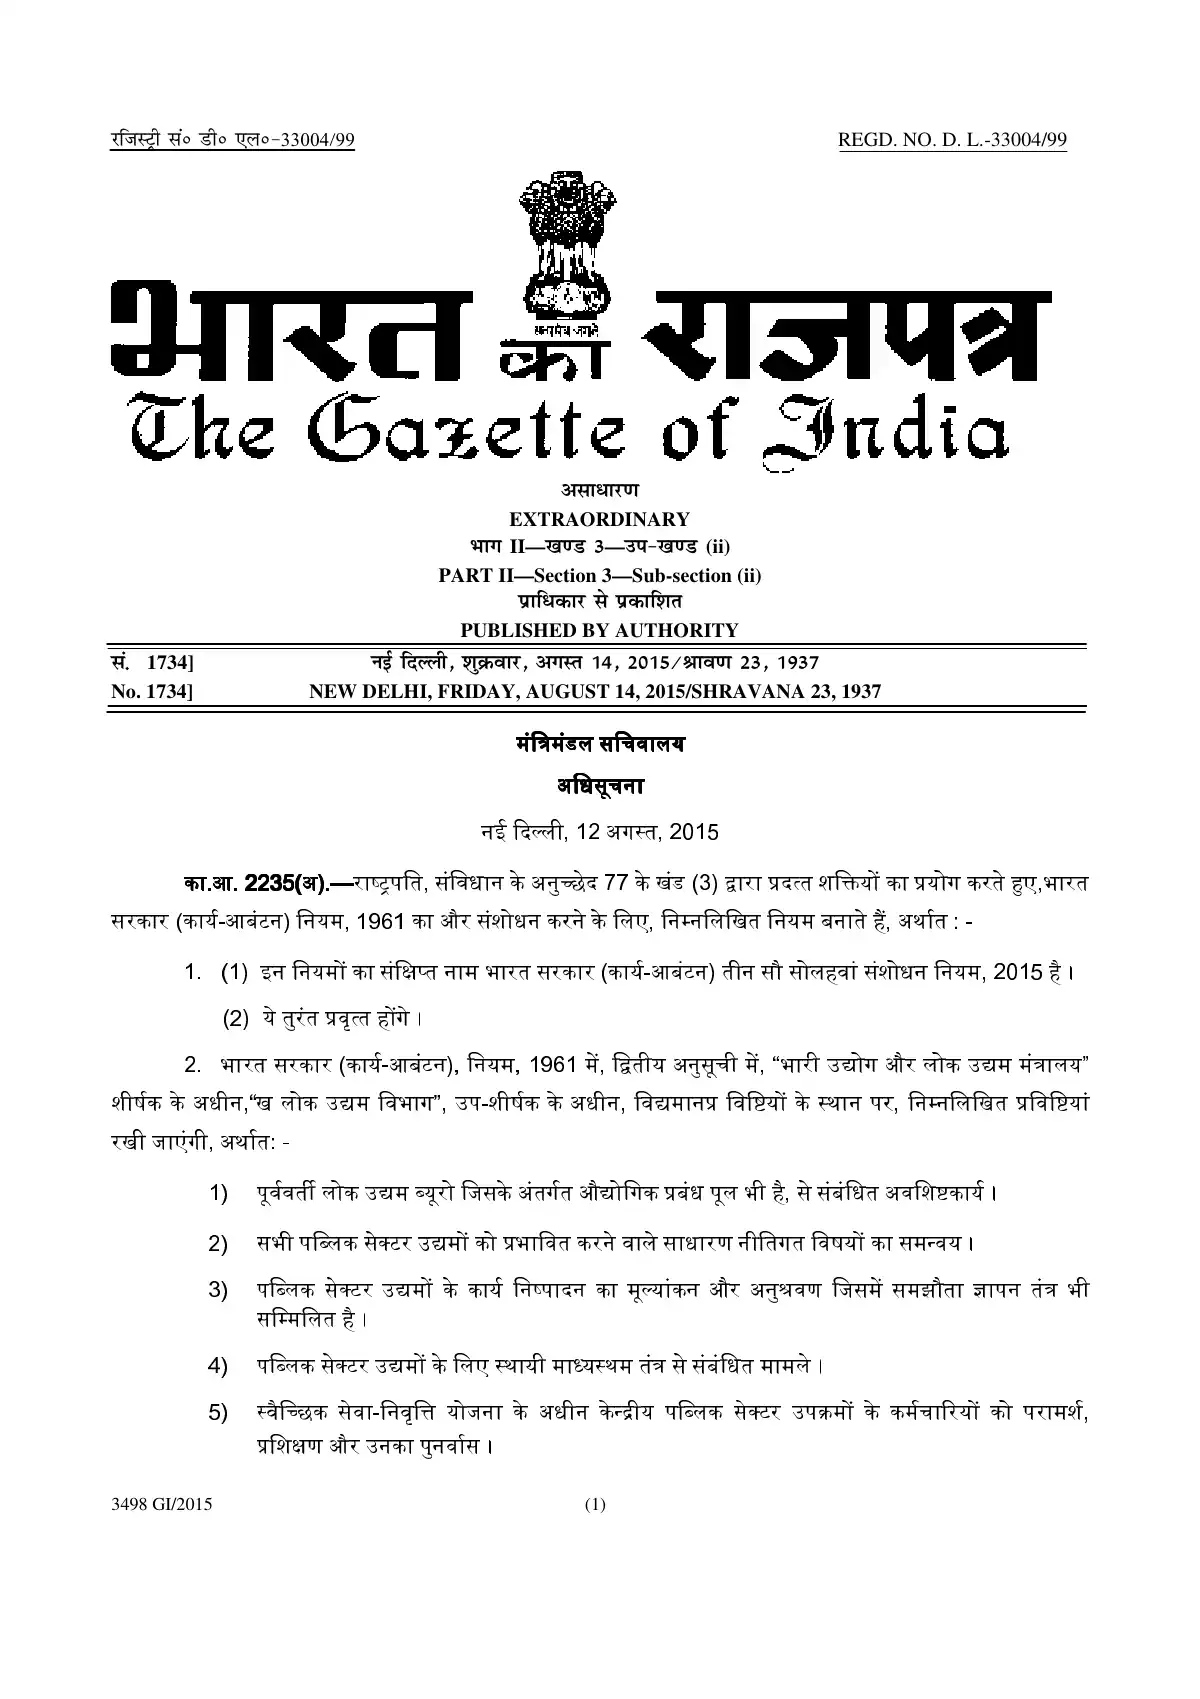 रजिस्ट्री सं० डी० एल०-33004/99
REGD. NO. D. L.-33004/99
भारत का राजपत्र
The Gazette of India
असाधारण
EXTRAORDINARY
भाग II—खण्ड 3—उप-खण्ड (ii)
PART II—Section 3—Sub-section (ii)
प्राधिकार से प्रकाशित
PUBLISHED BY AUTHORITY
सं. 1734] नई दिल्ली, शुक्रवार, अगस्त 14, 2015/श्रावण 23, 1937
No. 1734] NEW DELHI, FRIDAY, AUGUST 14, 2015/SHRAVANA 23, 1937
मंत्रिमंडल सचिवालय
अधिसूचना
नई दिल्ली, 12 अगस्त, 2015
का.आ. 2235(अ).—राष्ट्रपति, संविधान के अनुच्छेद 77 के खंड (3) द्वारा प्रदत्त शक्तियों का प्रयोग करते हुए,भारत
सरकार (कार्य-आबंटन) नियम, 1961 का और संशोधन करने के लिए, निम्नलिखित नियम बनाते हैं, अर्थात : -
1. (1) इन नियमों का संक्षिप्त नाम भारत सरकार (कार्य-आबंटन) तीन सौ सोलहवां संशोधन नियम, 2015 है ।
(2) ये तुरंत प्रवृत्त होंगे ।
2. भारत सरकार (कार्य-आबंटन), नियम, 1961 में, द्वितीय अनुसूची में, “भारी उद्योग और लोक उद्यम मंत्रालय”
शीर्षक के अधीन,“ख लोक उद्यम विभाग”, उप-शीर्षक के अधीन, विद्यमानप्र विष्टियों के स्थान पर, निम्नलिखित प्रविष्टियां
रखी जाएंगी, अर्थात: -
1) पूर्ववर्ती लोक उद्यम ब्यूरो जिसके अंतर्गत औद्योगिक प्रबंध पूल भी है, से संबंधित अवशिष्टकार्य ।
2) सभी पब्लिक सेक्टर उद्यमों को प्रभावित करने वाले साधारण नीतिगत विषयों का समन्वय ।
3) पब्लिक सेक्टर उद्यमों के कार्य निष्पादन का मूल्यांकन और अनुश्रवण जिसमें समझौता ज्ञापन तंत्र भी
सम्मिलित है ।
4) पब्लिक सेक्टर उद्यमों के लिए स्थायी माध्यस्थम तंत्र से संबंधित मामले ।
5) स्वैच्छिक सेवा-निवृत्ति योजना के अधीन केन्द्रीय पब्लिक सेक्टर उपक्रमों के कर्मचारियों को परामर्श,
प्रशिक्षण और उनका पुनर्वास ।
3498 GI/2015 (1)